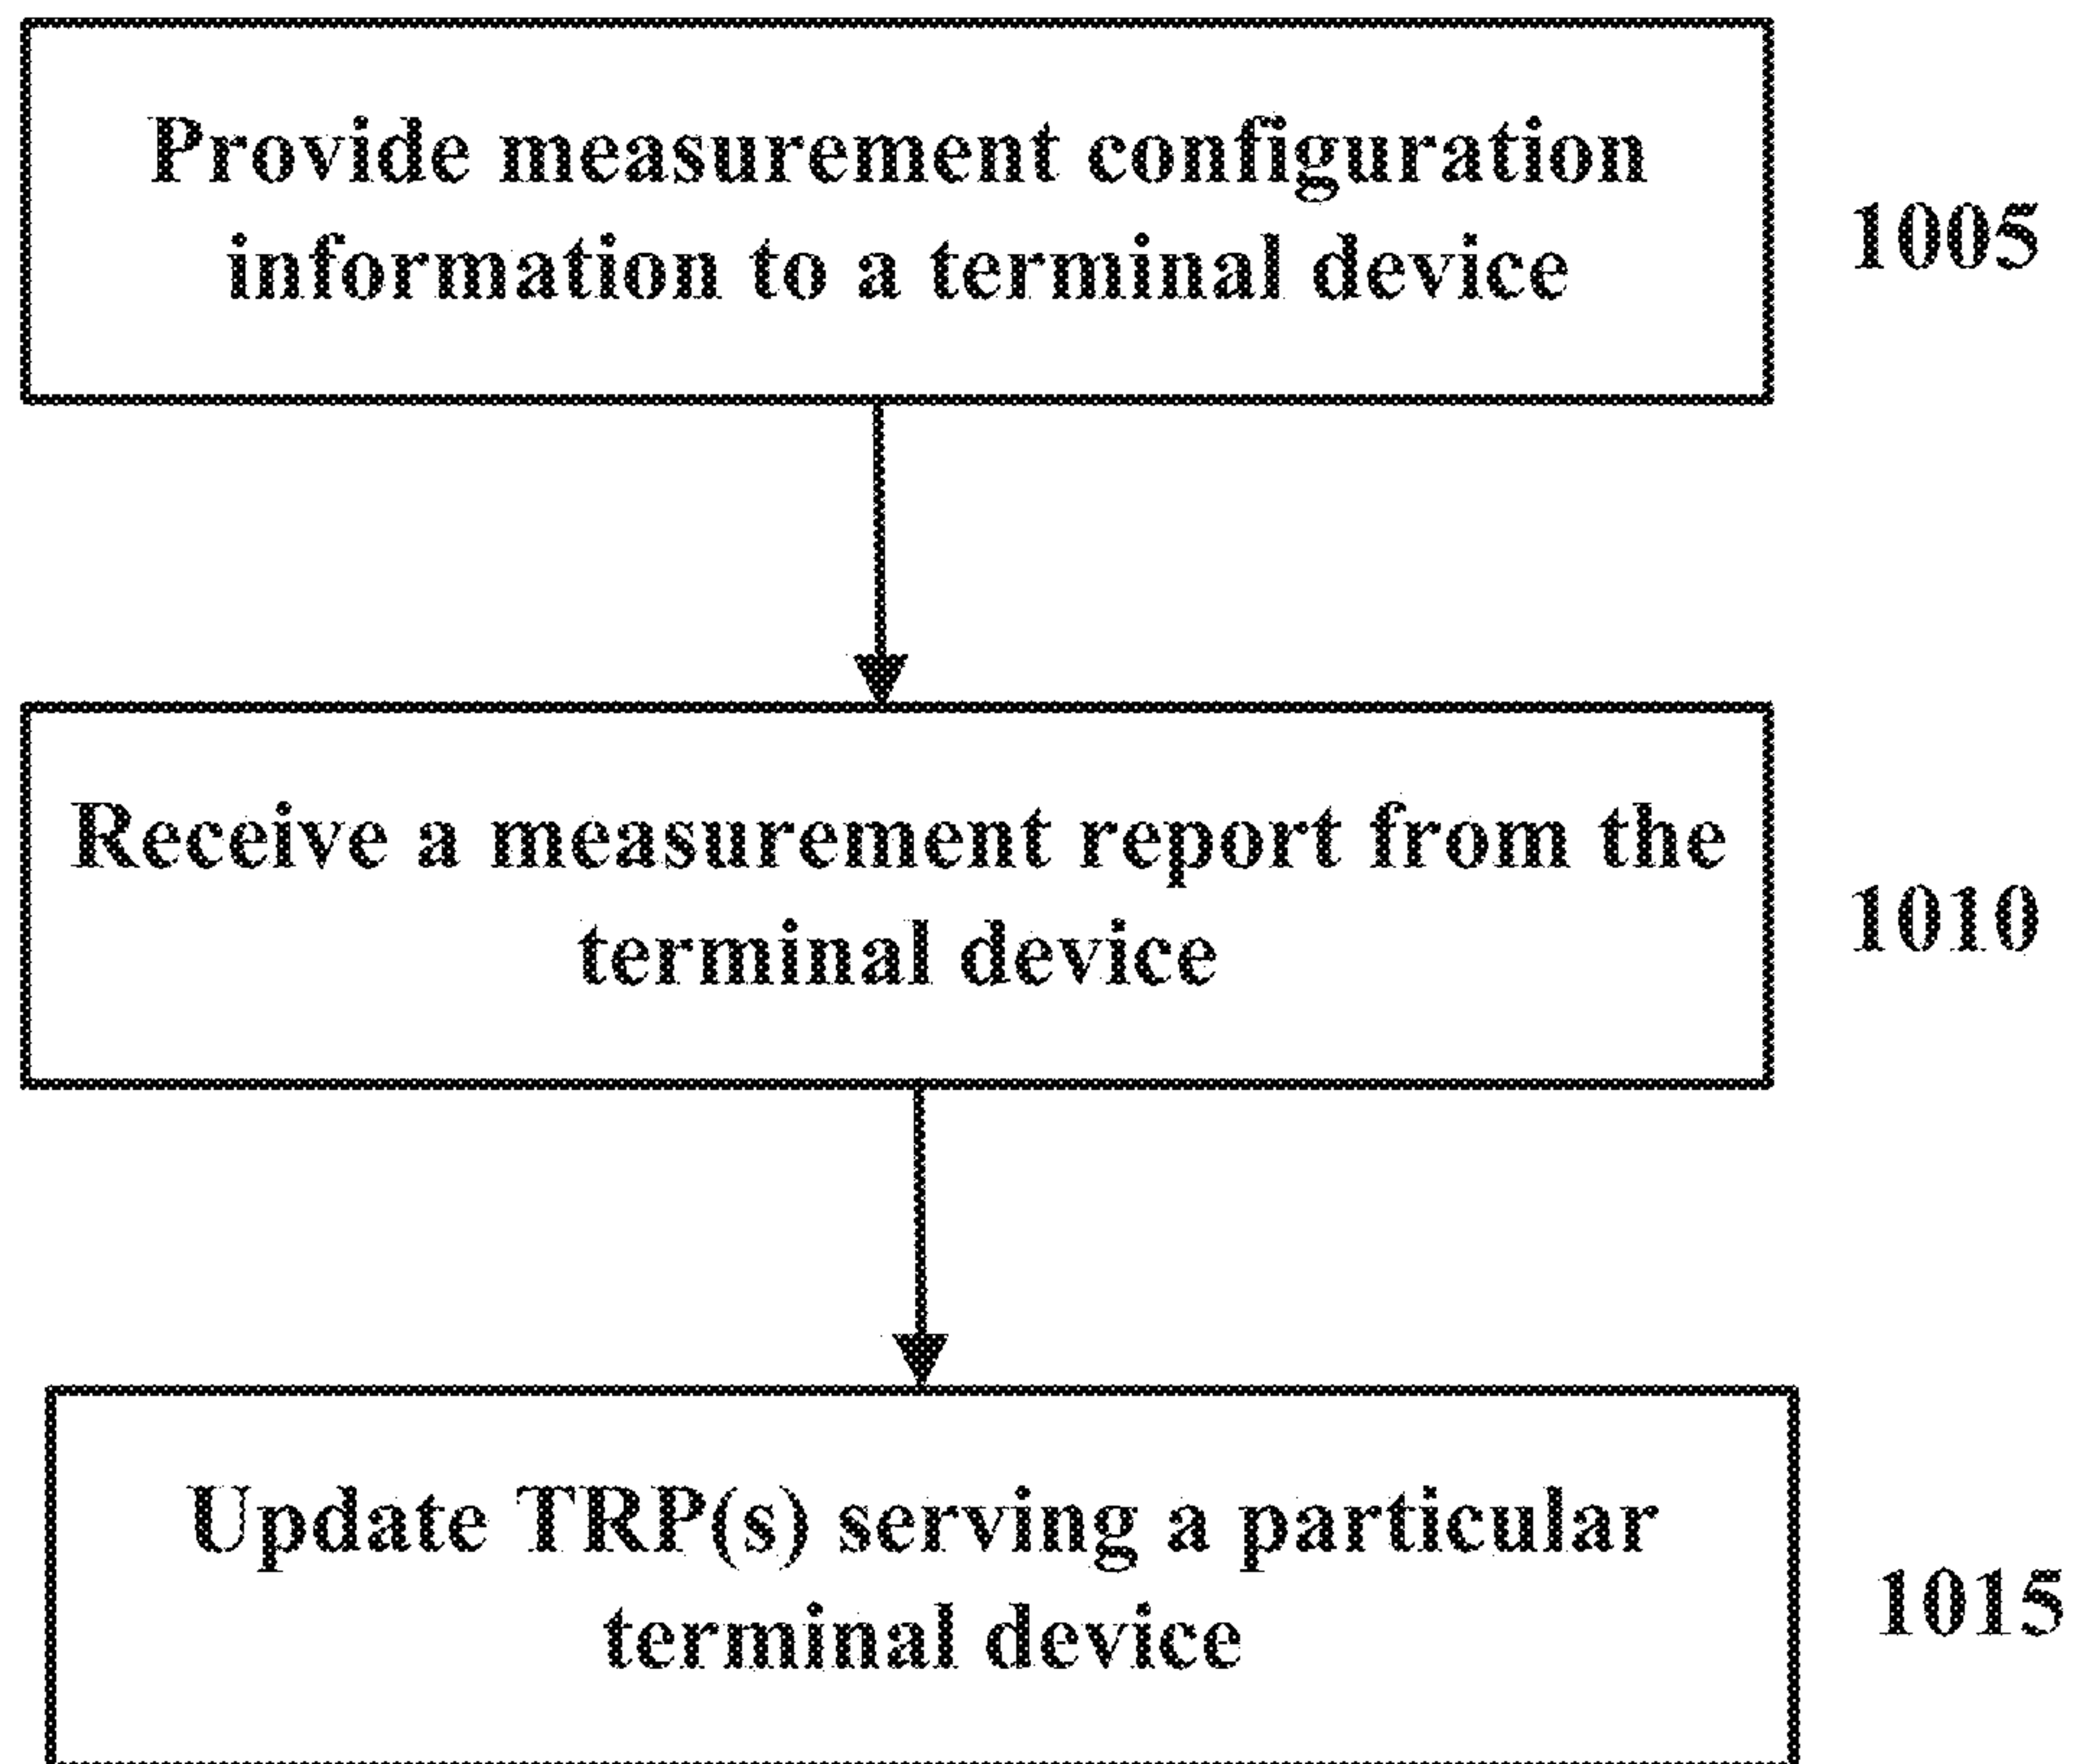 Provide measurement configuration
information to a terminal device
1005
Receive a measurement report from the
terminal device
1010
Update TRP(s) serving a particular
terminal device
1015